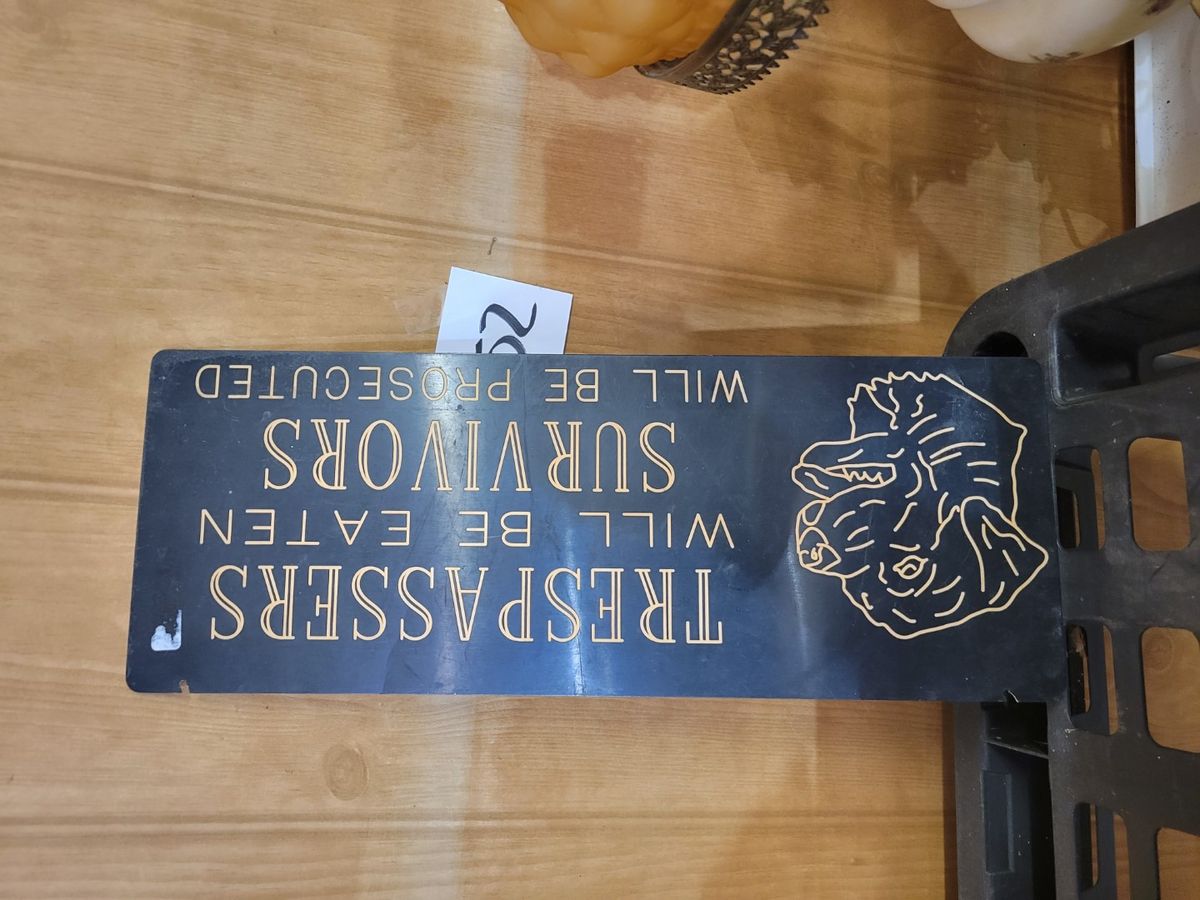 TRESPASSERS
WILL BE EATEN
SURVIVORS
WILL BE PROSECUTED